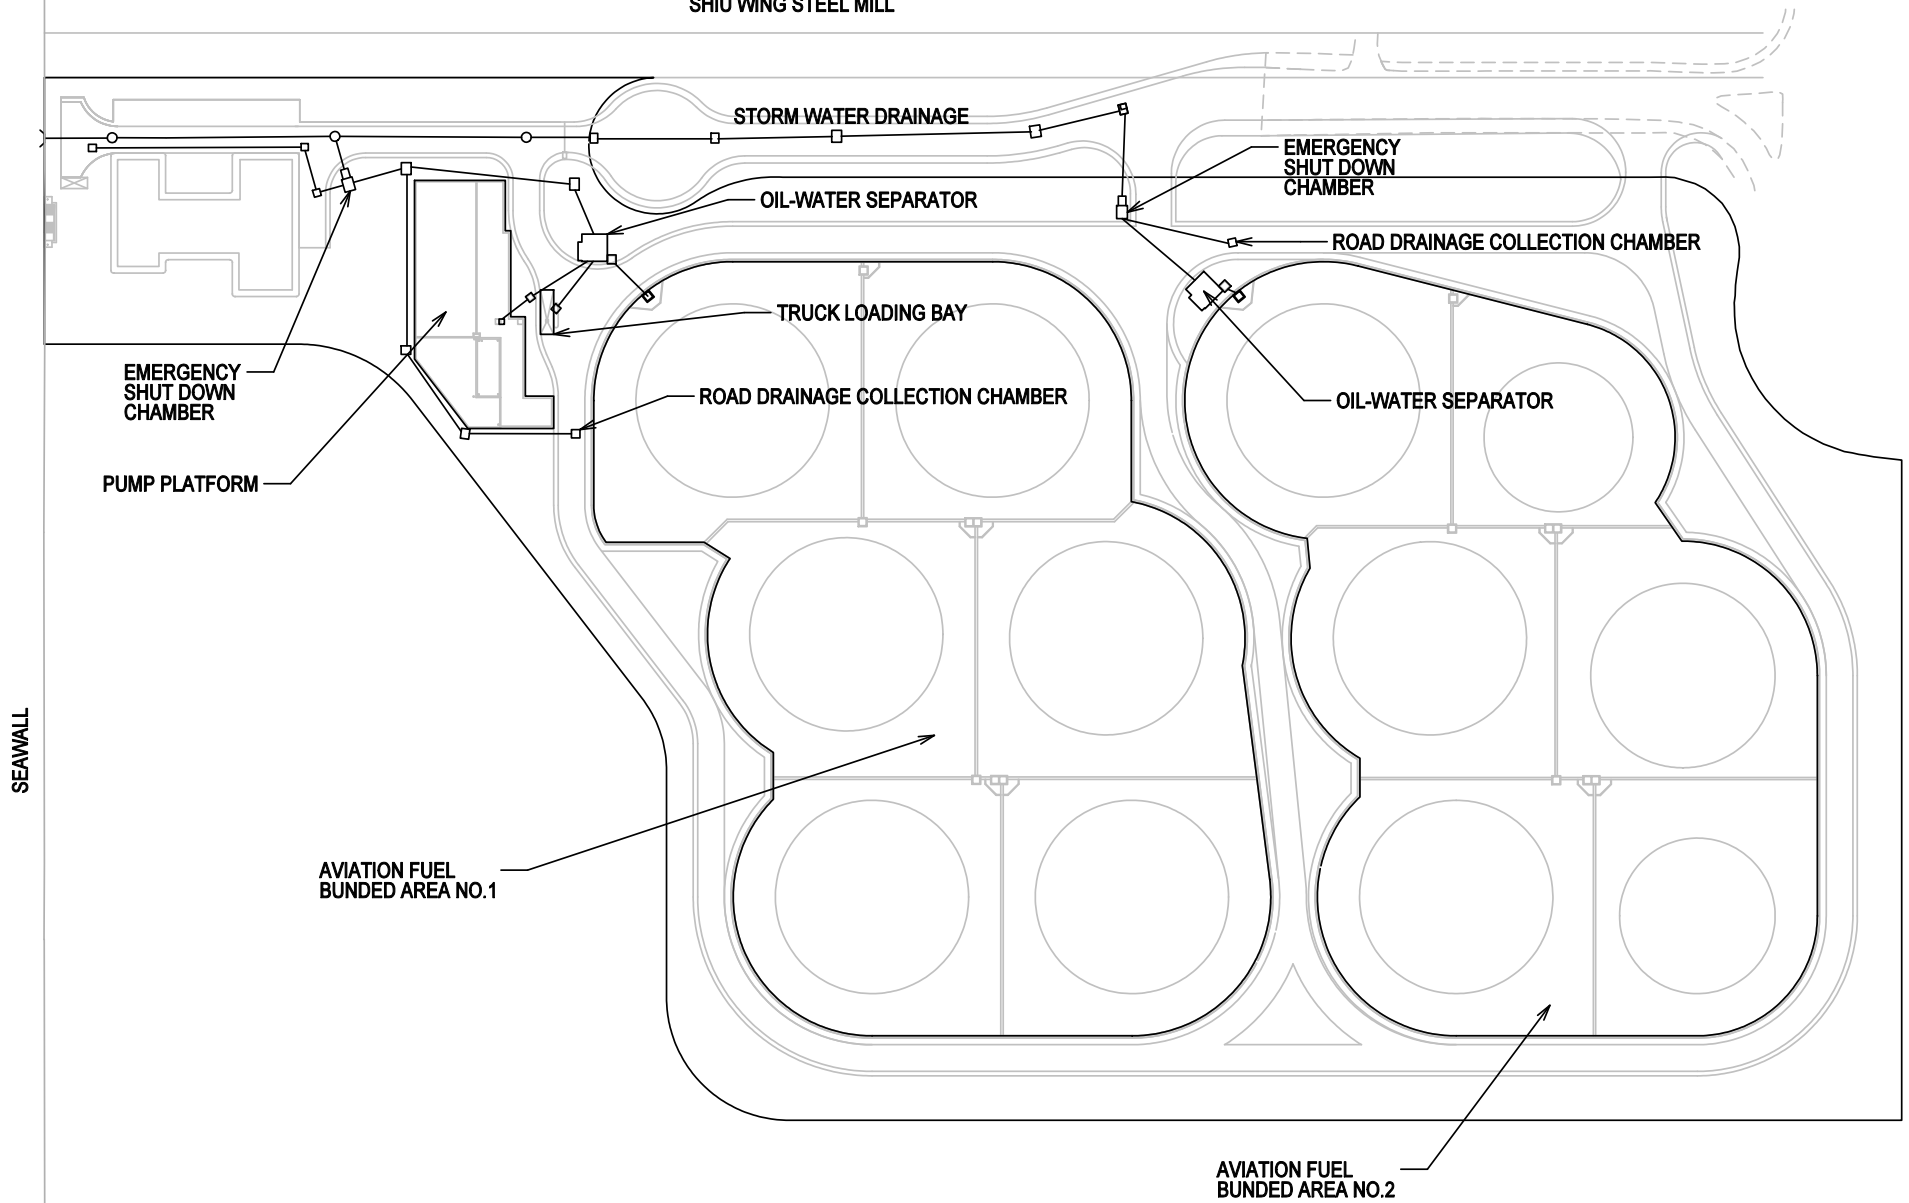 SHIU WING STEEL MILL
STORM WATER DRAINAGE
EMERGENCY
SHUT DOWN
CHAMBER
OIL-WATER SEPARATOR
ROAD DRAINAGE COLLECTION CHAMBER
TRUCK LOADING BAY
EMERGENCY
SHUT DOWN
CHAMBER
ROAD DRAINAGE COLLECTION CHAMBER
OIL-WATER SEPARATOR
PUMP PLATFORM
SEAWALL
AVIATION FUEL
BUNDED AREA NO.1
AVIATION FUEL
BUNDED AREA NO.2